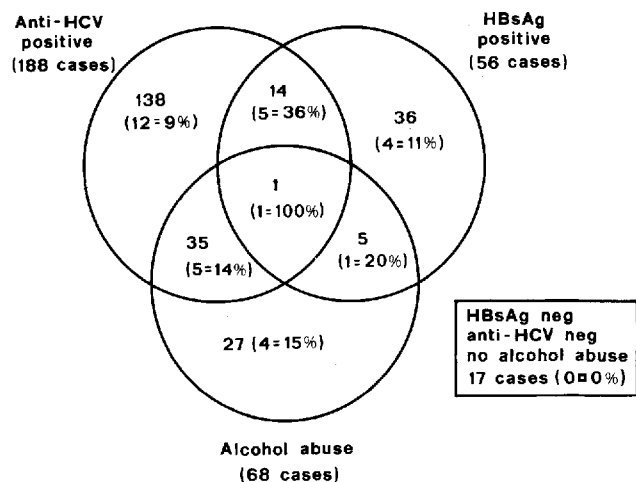 Anti-HCV
positive
(188 cases)
HBsAg
positive
(56 cases)
138
(12=9%)
14
(5=36%)
36
(4=11%)
1
(1=100%)
35
(5=14%)
5
(1=20%)
27 (4=15%)
HBsAg neg
anti-HCV neg
no alcohol abuse
17 cases (0=0%)
Alcohol abuse
(68 cases)